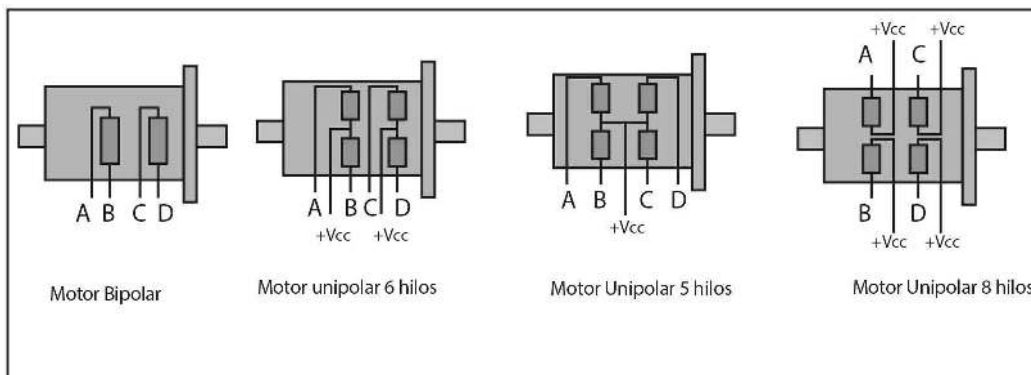 A B C D
Motor Bipolar
A B C D
+Vcc +Vcc
Motor unipolar 6 hilos
A B C D
+Vcc
Motor Unipolar 5 hilos
+Vcc +Vcc
A C
B D
+Vcc +Vcc
Motor Unipolar 8 hilos